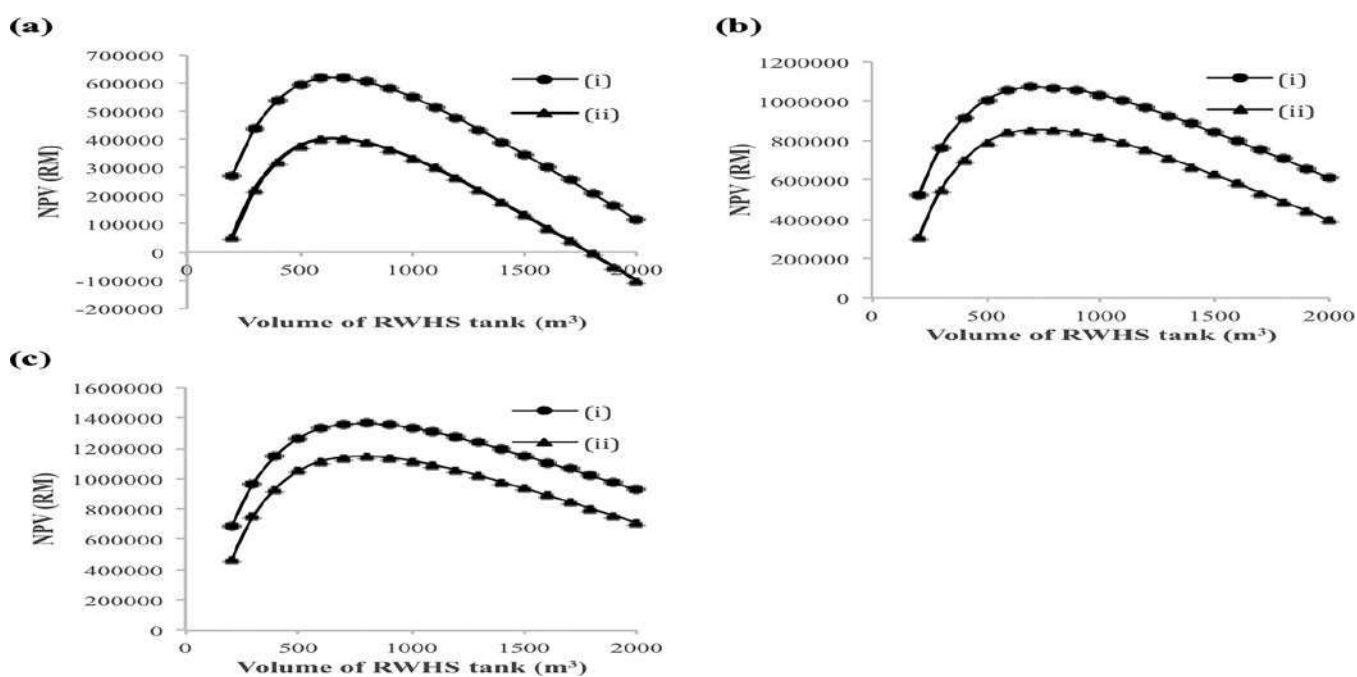 (a)
700000
600000
500000
400000
300000
200000
100000
0
-100000
-200000
NPV (RM)
0
500
1000
1500
2000
Volume of RWHS tank (m³)
(i)
(ii)
(b)
1200000
1000000
800000
600000
400000
200000
0
NPV (RM)
0
500
1000
1500
2000
Volume of RWHS tank (m³)
(i)
(ii)
(c)
1600000
1400000
1200000
1000000
800000
600000
400000
200000
0
NPV (RM)
0
500
1000
1500
2000
Volume of RWHS tank (m³)
(i)
(ii)